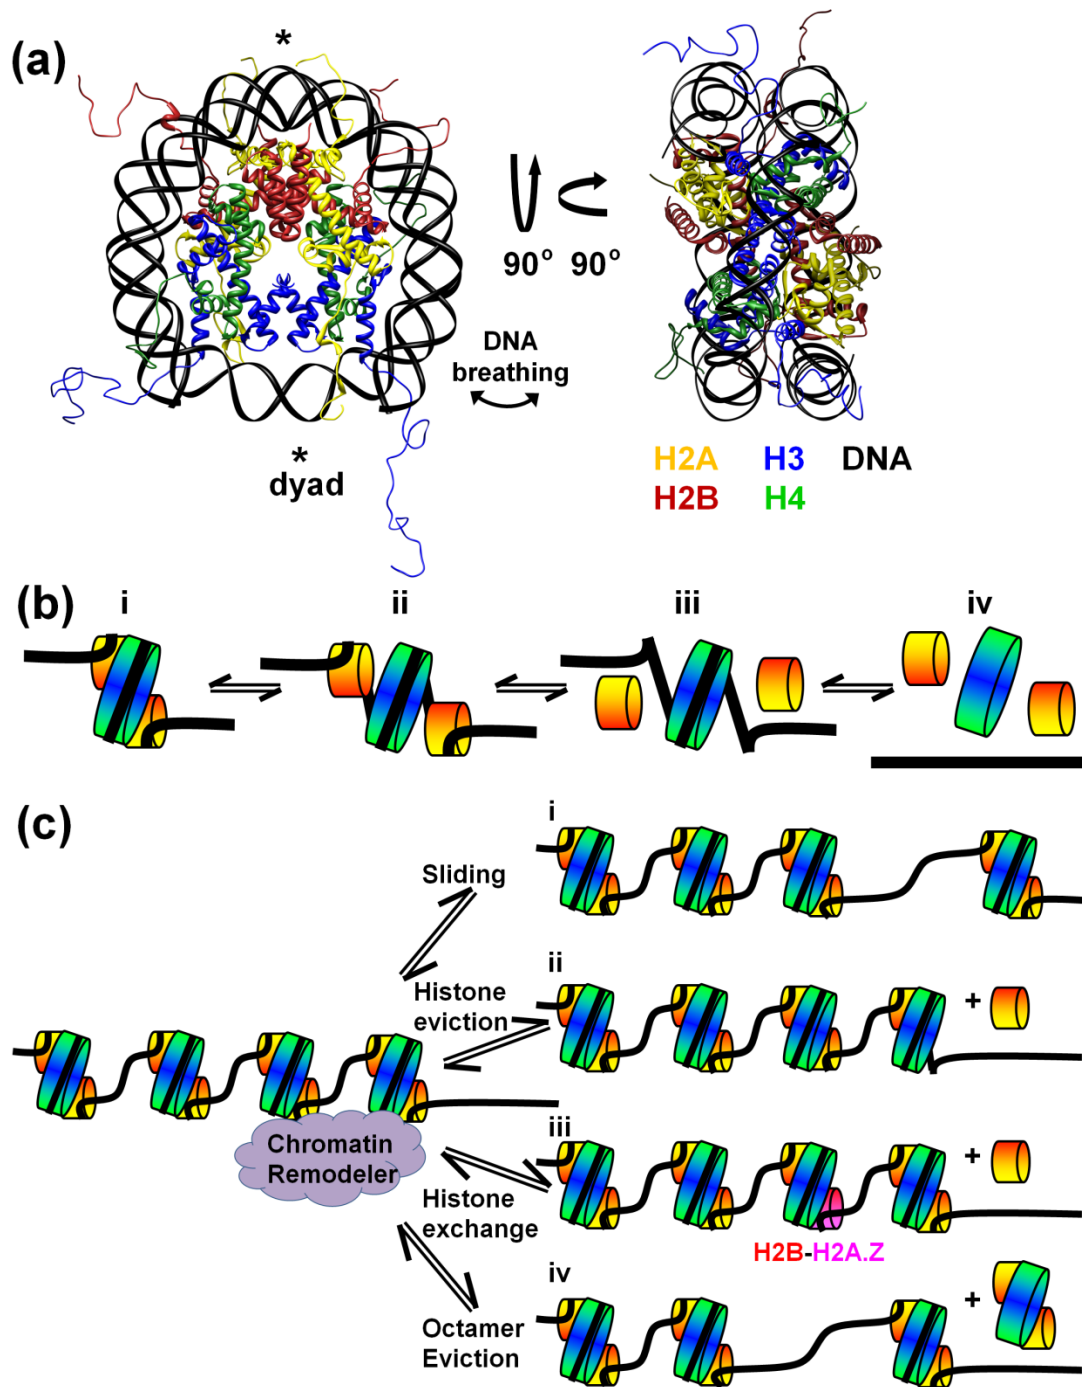 (a)
*
90° 90°
DNA
breathing
*
dyad
H2A H3 DNA
H2B H4
(b)
i ii iii iv
(c)
i
Sliding
ii
Histone
eviction
+
Chromatin
Remodeler
iii
Histone
exchange
+
H2B-H2A.Z
iv
Octamer
Eviction
+